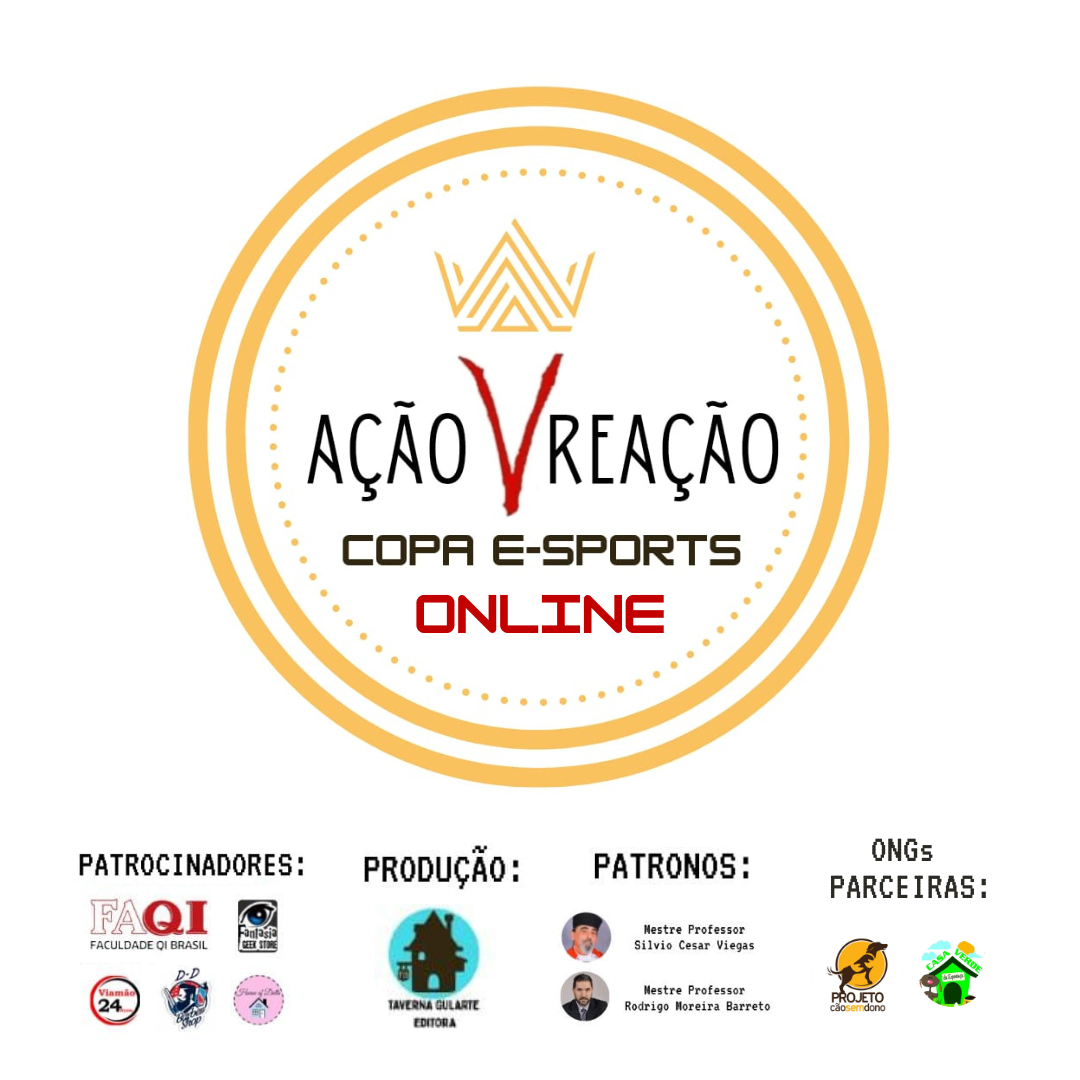 AÇÃO V REAÇÃO
COPA E-SPORTS
ONLINE
PATROCINADORES:
FAQI
FACULDADE QI BRASIL
Fantasia
GEEK STORE
Viamão
24
D-D
Barber
Shop
PRODUÇÃO:
TAVERNA GULARTE
EDITORA
PATRONOS:
Mestre Professor
Silvio Cesar Viegas
Mestre Professor
Rodrigo Moreira Barreto
ONGs
PARCEIRAS:
PROJETO
cãosemdono
CASA VERDE